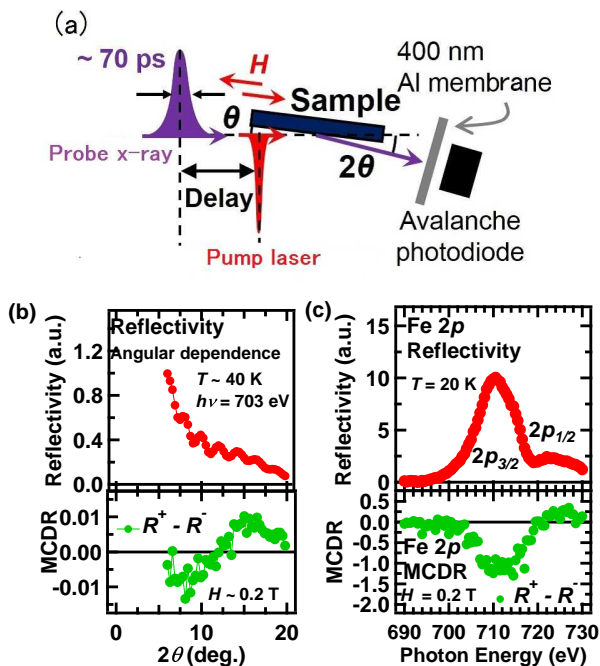 (a)
~ 70 ps
H
400 nm
Al membrane
Sample
θ
Probe x-ray
2θ
Delay
Avalanche
photodiode
Pump laser
(b)
Reflectivity
Angular dependence
T ~ 40 K
hν = 703 eV
Reflectivity (a.u.)
1.2
0.8
0.4
0.0
R+ - R-
MCDR
0.01
0.00
-0.01
H ~ 0.2 T
0
5
10
15
20
2θ (deg.)
(c)
Fe 2p
Reflectivity
T = 20 K
Reflectivity (a.u.)
15
10
5
0
2p3/2
2p1/2
MCDR
0.5
0.0
-0.5
-1.0
-1.5
-2.0
Fe 2p
MCDR
H = 0.2 T
R+ - R-
690
700
710
720
730
Photon Energy (eV)